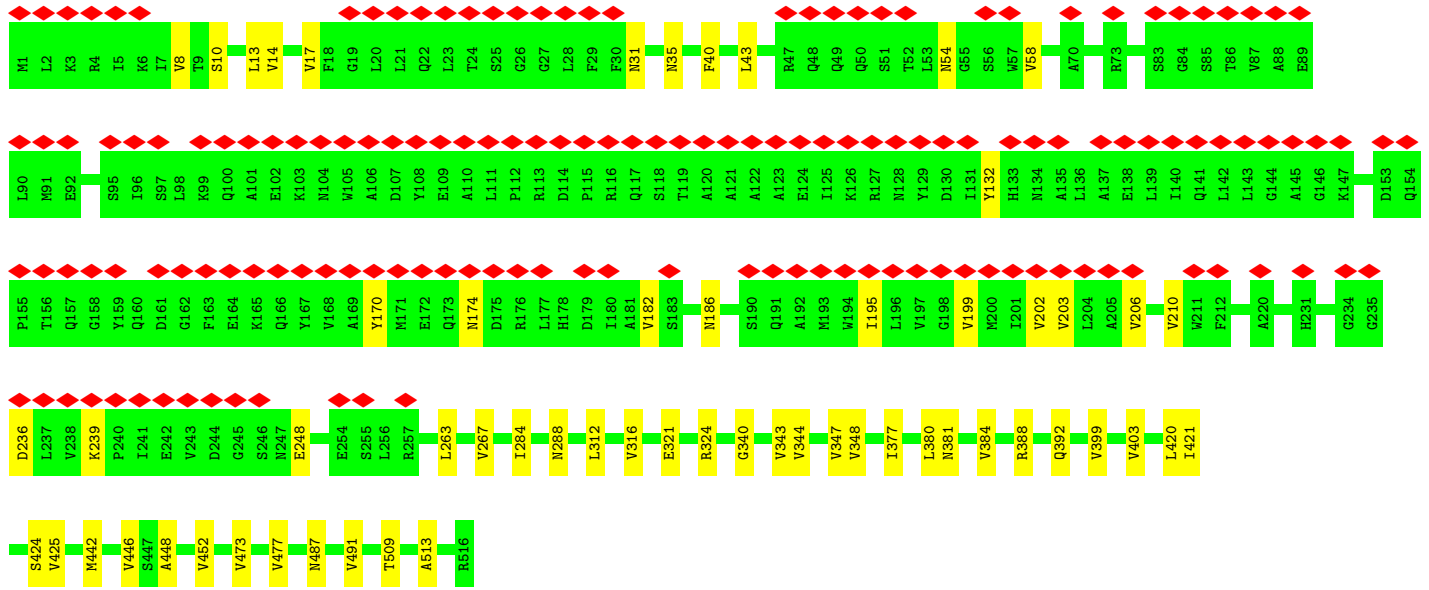 M1 L2 K3 R4 I5 K6 I7 V8 T9 S10 L13 V14 V17 F18 G19 L20 L21 Q22 L23 T24 S25 G26 G27 L28 F29 F30 N31 N35 F40 L43 R47 Q48 Q49 Q50 S51 T52 L53 N54 G55 S56 W57 V58 A70 R73 S83 G84 S85 T86 V87 A88 E89
L90 M91 E92 S95 I96 S97 L98 K99 Q100 A101 E102 K103 N104 W105 A106 D107 Y108 E109 A110 L111 P112 R113 D114 P115 R116 Q117 S118 T119 A120 A121 A122 A123 E124 I125 K126 R127 N128 Y129 D130 I131 Y132 H133 N134 A135 L136 A137 E138 L139 I140 Q141 L142 L143 G144 A145 G146 K147 D153 Q154
P155 T156 Q157 G158 Y159 Q160 D161 G162 F163 E164 K165 Q166 Y167 V168 A169 Y170 M171 E172 Q173 N174 D175 R176 L177 H178 D179 I180 A181 V182 S183 N186 S190 Q191 A192 M193 W194 I195 L196 V197 G198 V199 M200 I201 V202 V203 L204 A205 V206 V210 W211 F212 A220 H231 G234 G235
D236 L237 V238 K239 P240 I241 E242 V243 D244 G245 S246 N247 E248 E254 S255 L256 R257 L263 V267 I284 N288 L312 V316 E321 R324 G340 V343 V344 V347 V348 I377 L380 N381 V384 R388 Q392 V399 V403 L420 I421
S424 V425 M442 V446 S447 A448 V452 V473 V477 N487 V491 T509 A513 R516